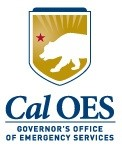 Cal OES
GOVERNOR'S OFFICE
OF EMERGENCY SERVICES